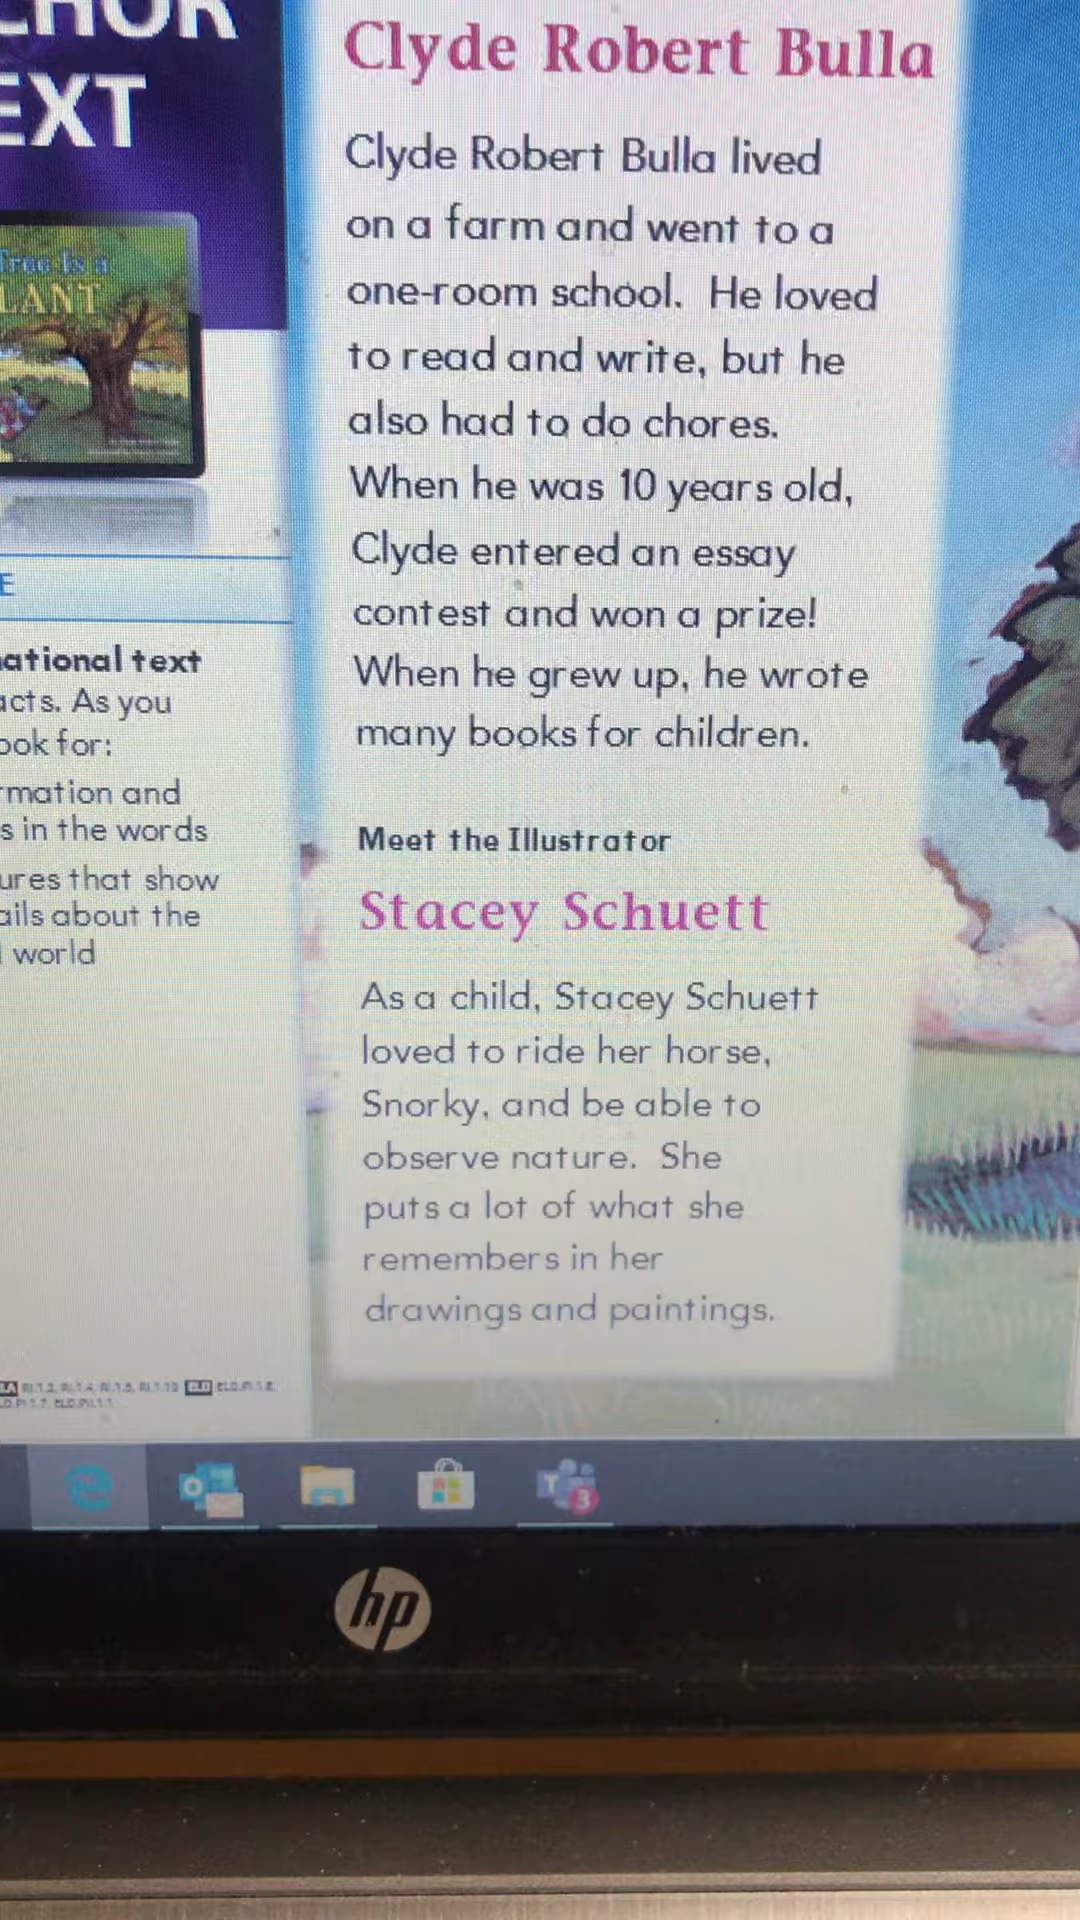 EXT
Tree Is a
LANT
E
ational text
acts. As you
ook for:
rmation and
s in the words
ures that show
ails about the
world
Clyde Robert Bulla
Clyde Robert Bulla lived
on a farm and went to a
one-room school. He loved
to read and write, but he
also had to do chores.
When he was 10 years old,
Clyde entered an essay
contest and won a prize!
When he grew up, he wrote
many books for children.
Meet the Illustrator
Stacey Schuett
As a child, Stacey Schuett
loved to ride her horse,
Snorky, and be able to
observe nature. She
puts a lot of what she
remembers in her
drawings and paintings.
3
hp